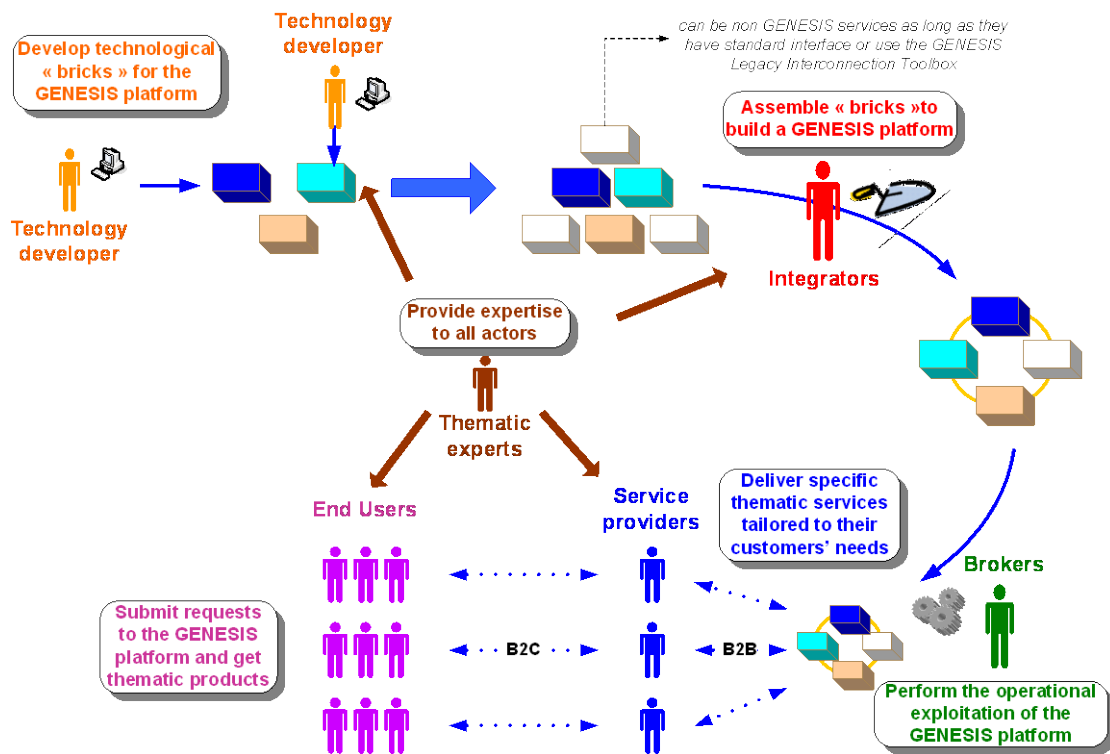 Develop technological
« bricks » for the
GENESIS platform
Technology
developer
can be non GENESIS services as long as they
have standard interface or use the GENESIS
Legacy Interconnection Toolbox
Assemble « bricks »to
build a GENESIS platform
Technology
developer
Integrators
Provide expertise
to all actors
Thematic
experts
End Users
Service
providers
Deliver specific
thematic services
tailored to their
customers' needs
Brokers
Submit requests
to the GENESIS
platform and get
thematic products
B2C
B2B
Perform the operational
exploitation of the
GENESIS platform